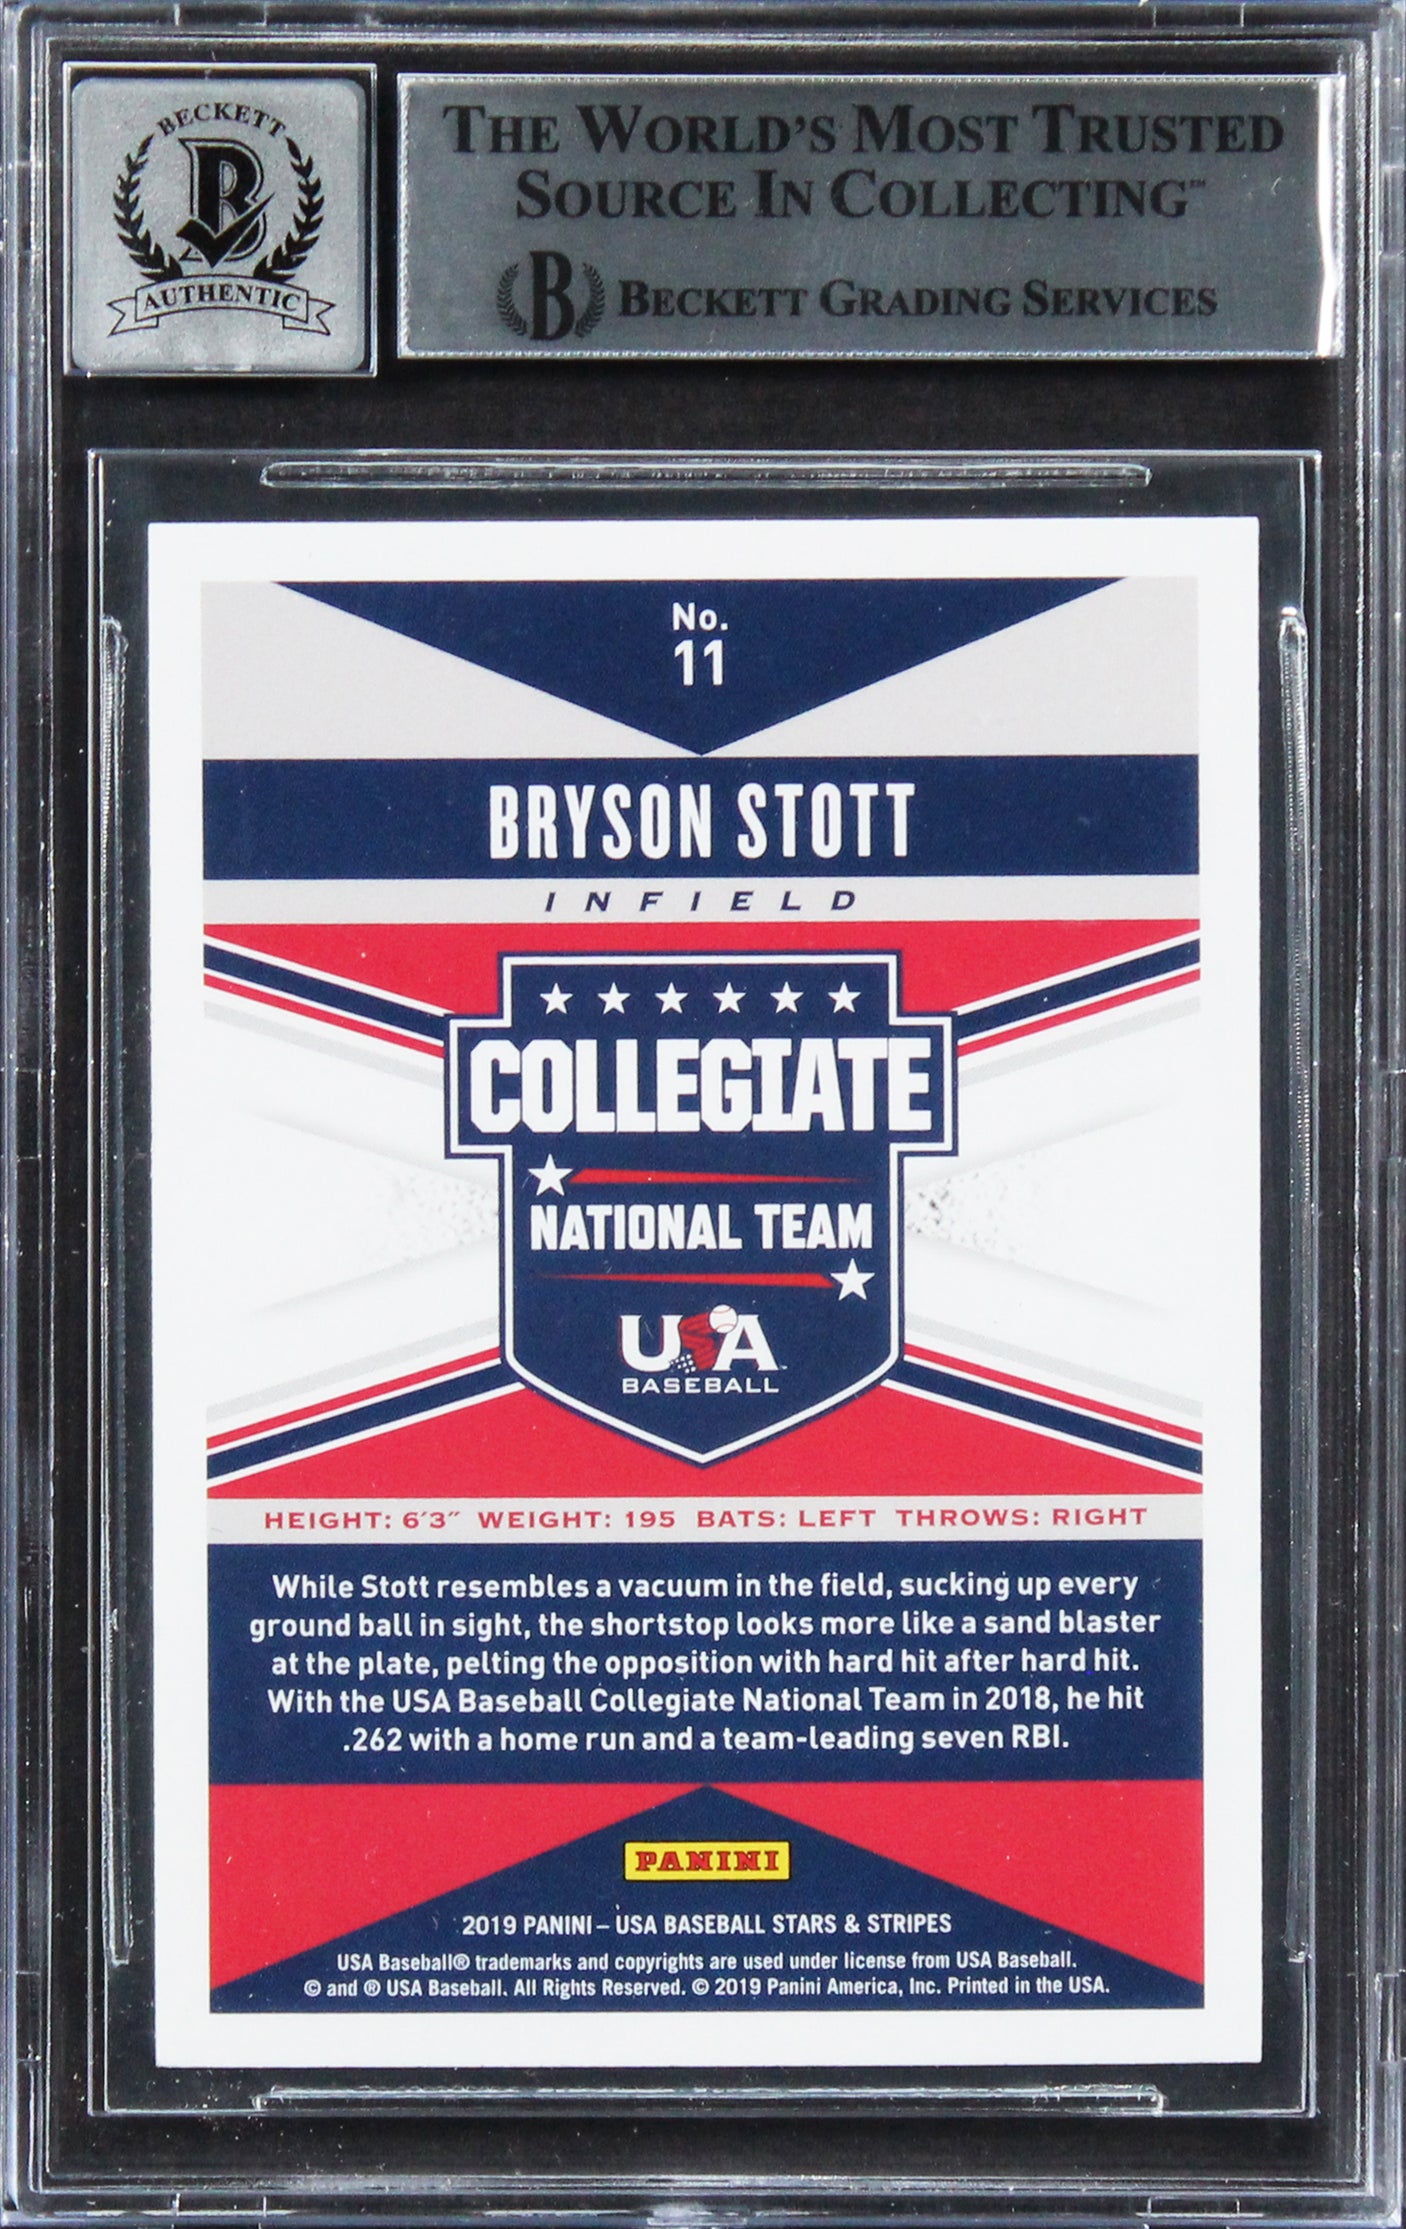 BECKETT
B
AUTHENTIC
THE WORLD'S MOST TRUSTED
SOURCE IN COLLECTING™
B BECKETT GRADING SERVICES
No.
11
BRYSON STOTT
INFIELD
COLLEGIATE
NATIONAL TEAM
USA
BASEBALL
HEIGHT: 6'3" WEIGHT: 195 BATS: LEFT THROWS: RIGHT
While Stott resembles a vacuum in the field, sucking up every
ground ball in sight, the shortstop looks more like a sand blaster
at the plate, pelting the opposition with hard hit after hard hit.
With the USA Baseball Collegiate National Team in 2018, he hit
.262 with a home run and a team-leading seven RBI.
PANINI
2019 PANINI – USA BASEBALL STARS & STRIPES
USA Baseball® trademarks and copyrights are used under license from USA Baseball.
© and ® USA Baseball. All Rights Reserved. © 2019 Panini America, Inc. Printed in the USA.